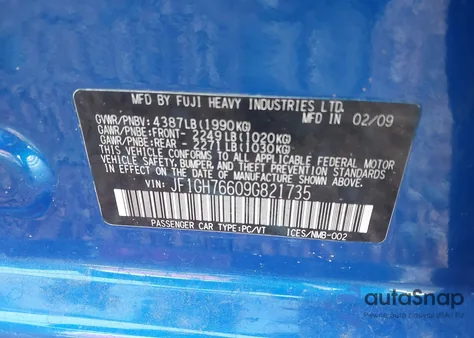 MFD BY FUJI HEAVY INDUSTRIES LTD. MADE IN 02/09
GVWR/PNBV: 4387LB(1990KG)
GAWR/PNBE:FRONT- 2249LB(1020KG)
GAWR/PNBE:REAR - 2271LB(1030KG)
THIS VEHICLE CONFORMS TO ALL APPLICABLE FEDERAL MOTOR
VEHICLE SAFETY, BUMPER, AND THEFT PREVENTION STANDARDS
IN EFFECT ON THE DATE OF MANUFACTURE SHOWN ABOVE.
VIN: JF1GH76609G821735
PASSENGER CAR TYPE:PC/VT ICES/NMB-002
autoSnap